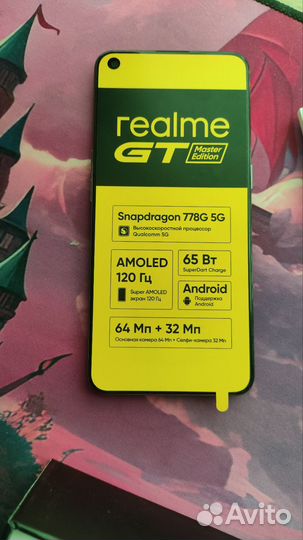 realme
GT Master Edition
Snapdragon 778G 5G
Высокоскоростной процессор
Qualcomm 5G
AMOLED
120 Гц
Super AMOLED
экран 120 Гц
65 Вт
SuperDart Charge
Android
Поддержка
Android
64 Мп + 32 Мп
Основная камера 64 Мп + Селфи-камера 32 Мп
Avito